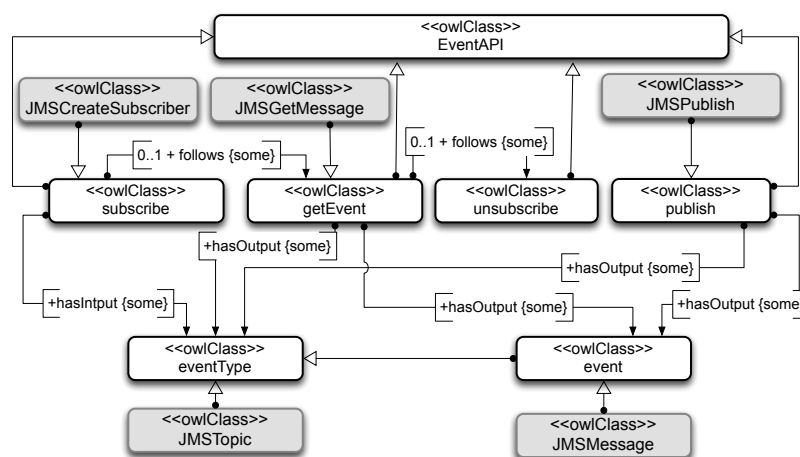 <<owlClass>>
EventAPI
<<owlClass>>
JMSCreateSubscriber
<<owlClass>>
JMSGetMessage
<<owlClass>>
JMSPublish
0..1 + follows {some}
0..1 + follows {some}
<<owlClass>>
subscribe
<<owlClass>>
getEvent
<<owlClass>>
unsubscribe
<<owlClass>>
publish
+hasOutput {some}
+hasOutput {some}
+hasIntput {some}
+hasOutput {some}
+hasOutput {some
<<owlClass>>
eventType
<<owlClass>>
event
<<owlClass>>
JMSTopic
<<owlClass>>
JMSMessage